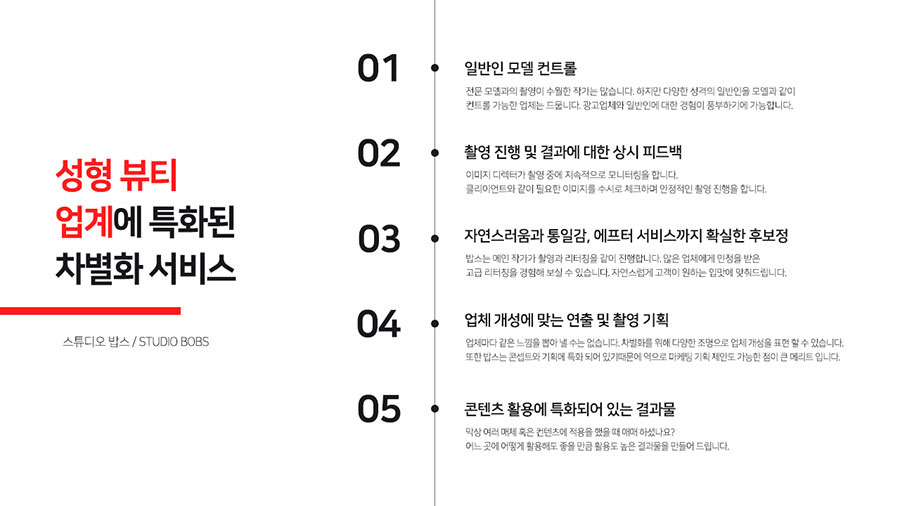 성형 뷰티
업계에 특화된
차별화 서비스
스튜디오 밥스 / STUDIO BOBS
01
일반인 모델 컨트롤
전문 모델과의 촬영이 수월한 작가는 많습니다. 하지만 다양한 성격의 일반인을 모델과 같이
컨트롤 가능한 업체는 드뭅니다. 광고업체와 일반인에 대한 경험이 풍부하기에 가능합니다.
02
촬영 진행 및 결과에 대한 상시 피드백
이미지 디렉터가 촬영 중에 지속적으로 모니터링을 합니다.
클라이언트와 같이 필요한 이미지를 수시로 체크하며 안정적인 촬영 진행을 합니다.
03
자연스러움과 통일감, 에프터 서비스까지 확실한 후보정
밥스는 메인 작가가 촬영과 리터칭을 같이 진행합니다. 많은 업체에게 인정을 받은
고급 리터칭을 경험해 보실 수 있습니다. 자연스럽게 고객이 원하는 입맛에 맞춰드립니다.
04
업체 개성에 맞는 연출 및 촬영 기획
업체마다 같은 느낌을 뽑아 낼 수는 없습니다. 차별화를 위해 다양한 조명으로 업체 개성을 표현 할 수 있습니다.
또한 밥스는 콘셉트와 기획에 특화 되어 있기때문에 역으로 마케팅 기획 제안도 가능한 점이 큰 메리트 입니다.
05
콘텐츠 활용에 특화되어 있는 결과물
막상 여러 매체 혹은 컨텐츠에 적용을 했을 때 애매 하셨나요?
어느 곳에 어떻게 활용해도 좋을 만큼 활용도 높은 결과물을 만들어 드립니다.